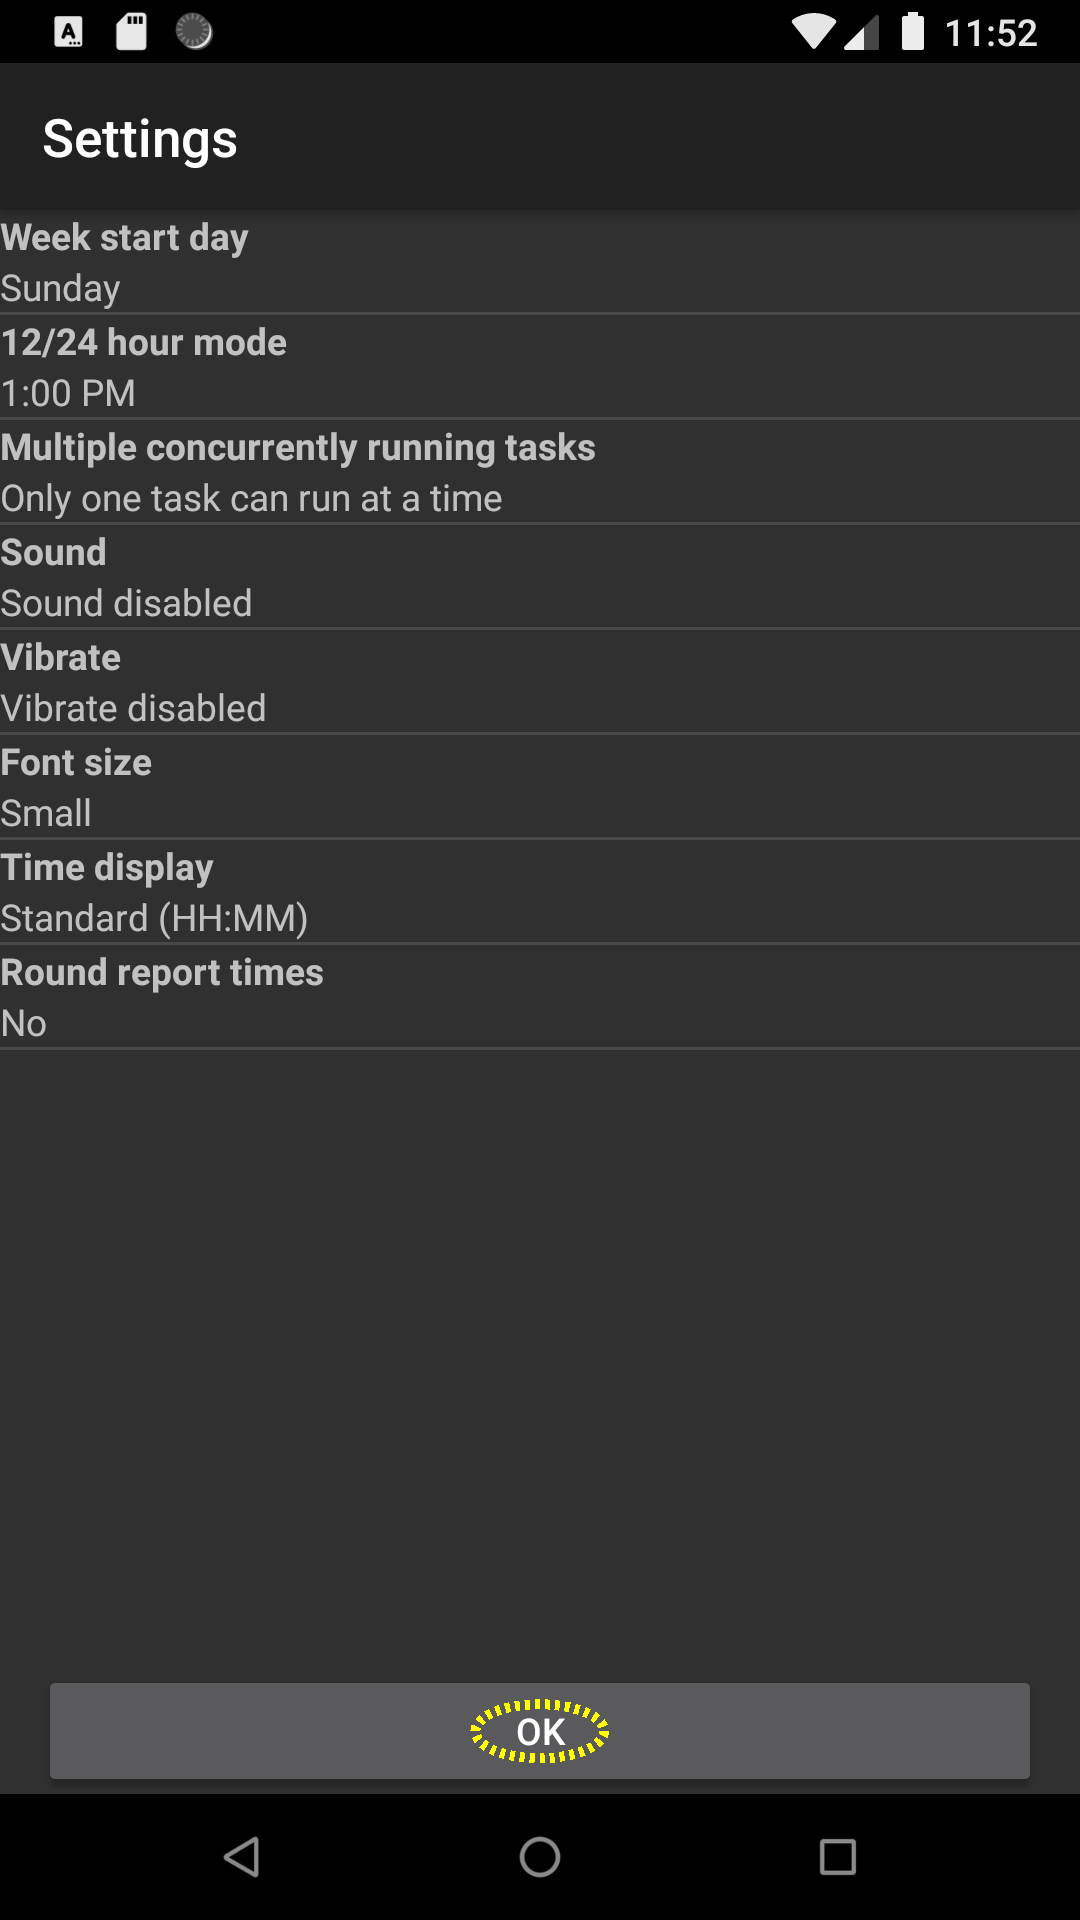 11:52
Settings
Week start day
Sunday
12/24 hour mode
1:00 PM
Multiple concurrently running tasks
Only one task can run at a time
Sound
Sound disabled
Vibrate
Vibrate disabled
Font size
Small
Time display
Standard (HH:MM)
Round report times
No
OK